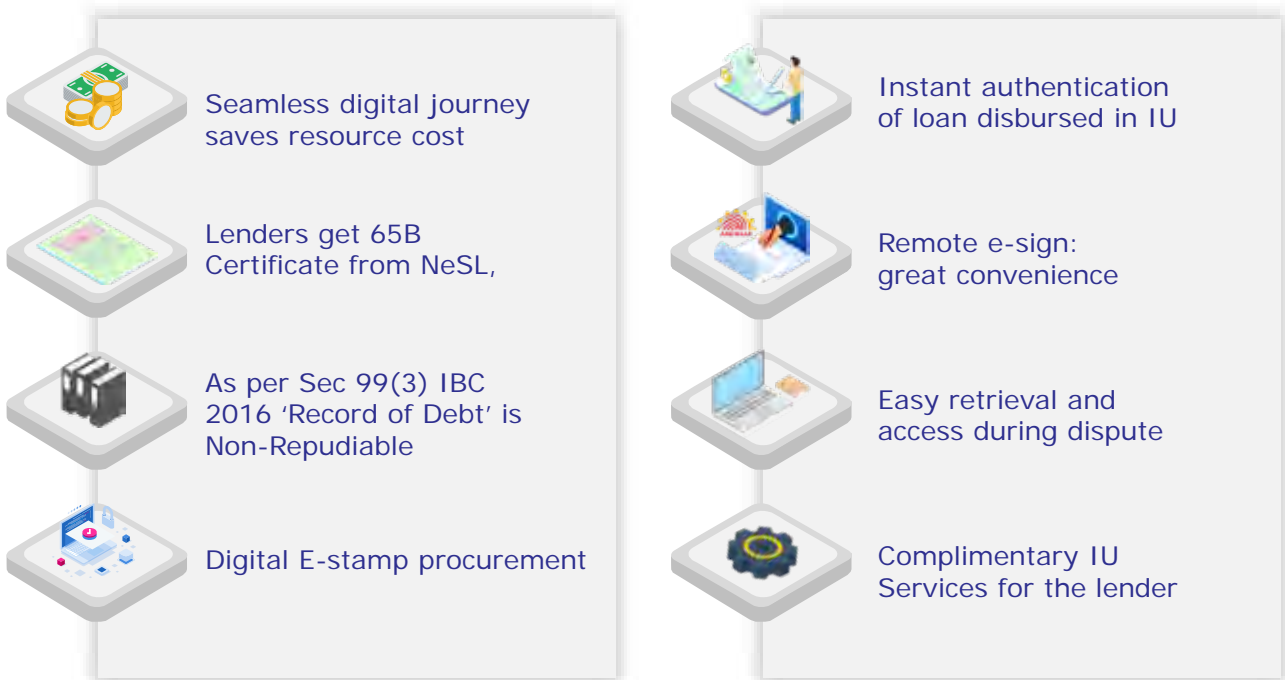 Seamless digital journey
saves resource cost
Lenders get 65B
Certificate from NeSL,
As per Sec 99(3) IBC
2016 ‘Record of Debt’ is
Non-Repudiable
Digital E-stamp procurement
Instant authentication
of loan disbursed in IU
Remote e-sign:
great convenience
Easy retrieval and
access during dispute
Complimentary IU
Services for the lender